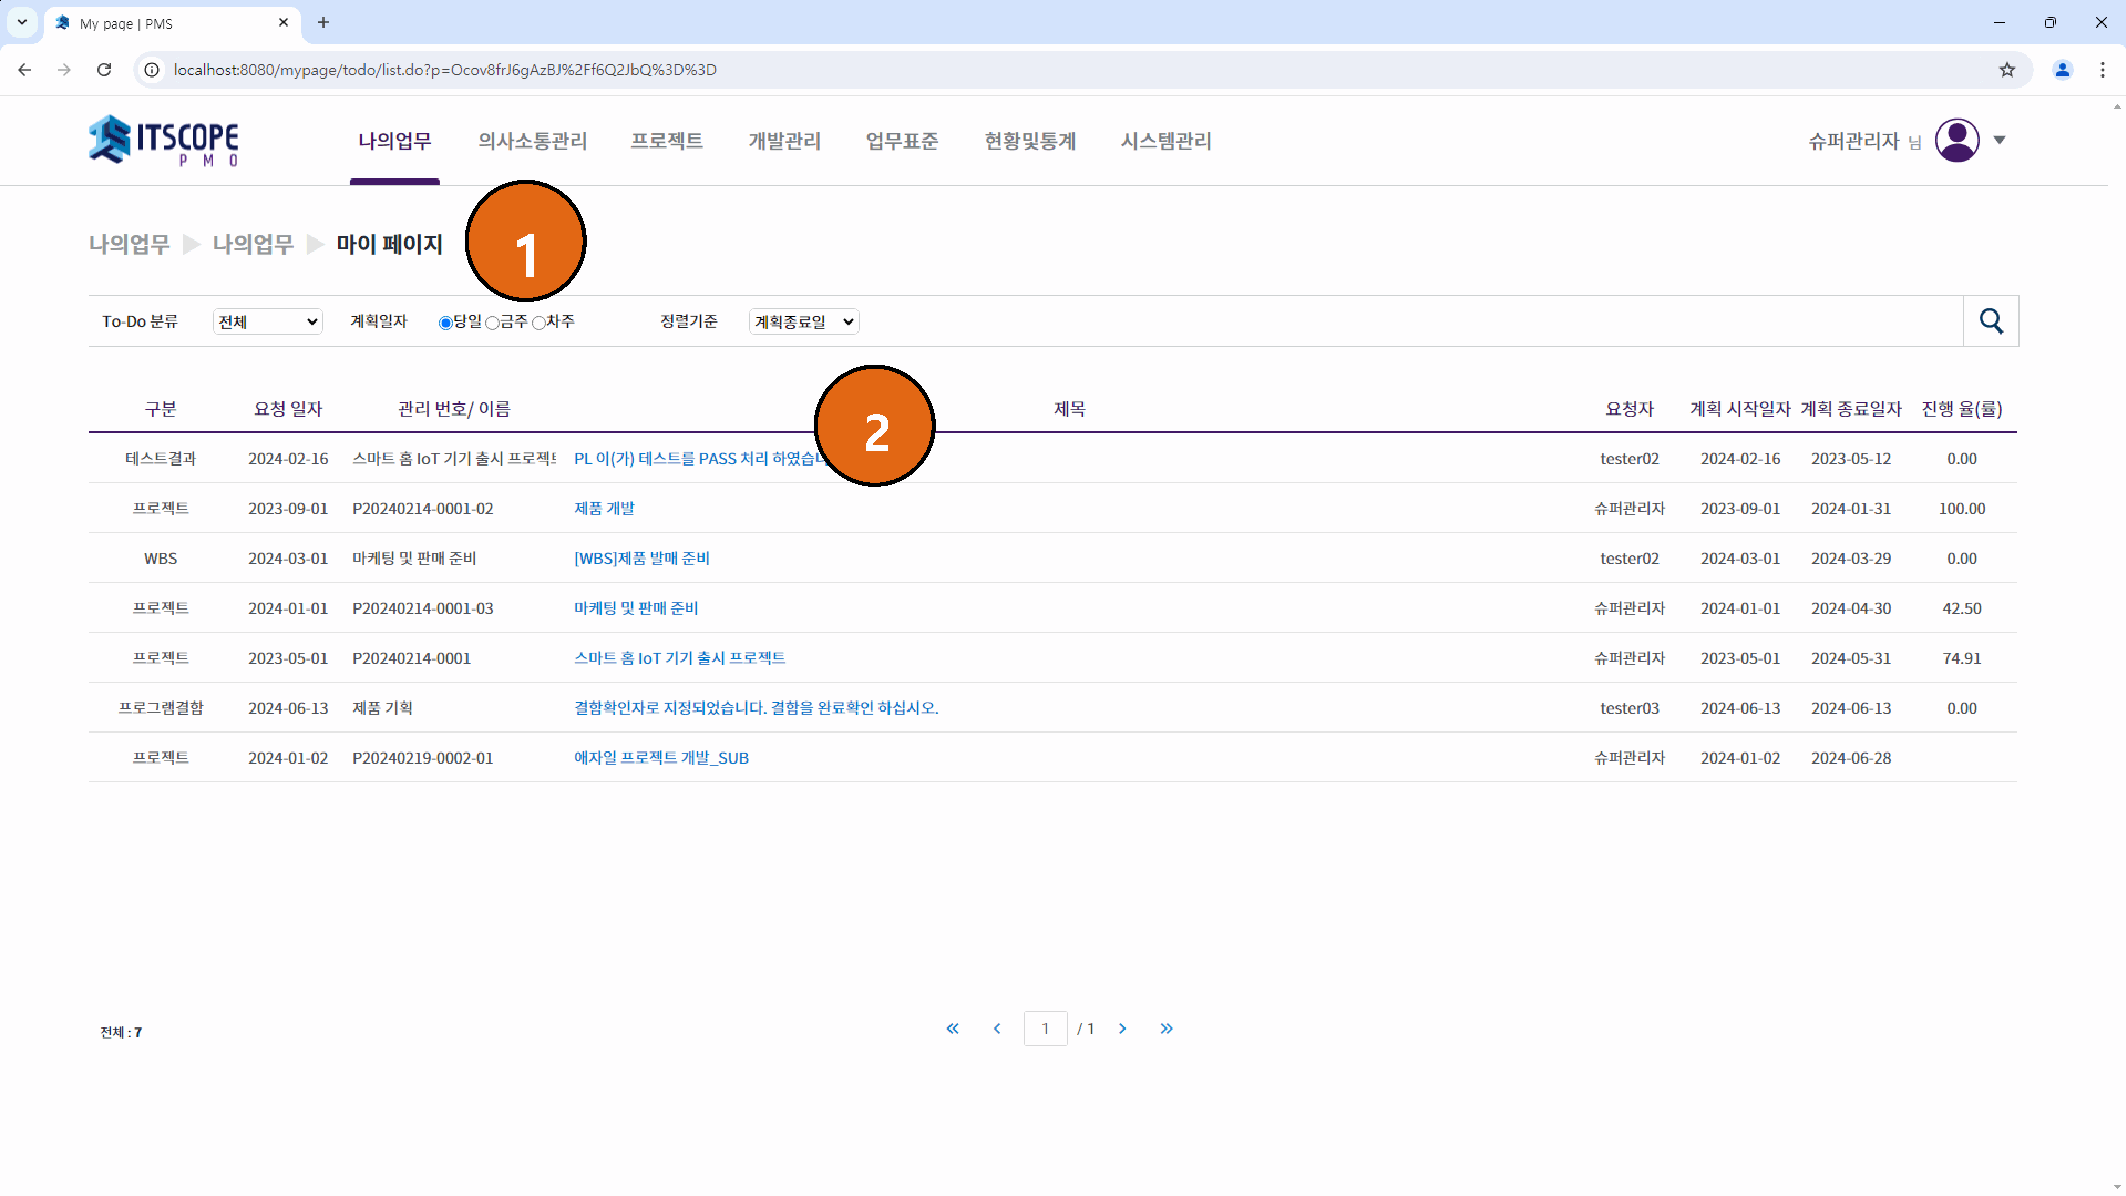 My page | PMS
localhost:8080/mypage/todo/list.do?p=Ocov8frJ6gAzBJ%2Ff6Q2JbQ%3D%3D
ITSCOPE PMO 나의업무 의사소통관리 프로젝트 개발관리 업무표준 현황및통계 시스템관리 슈퍼관리자 님
나의업무 나의업무 마이 페이지 1
To-Do 분류 전체 계획일자 당일 금주 차주 정렬기준 계획종료일
2
구분 요청 일자 관리 번호/ 이름 제목 요청자 계획 시작일자 계획 종료일자 진행 율(률)
테스트결과 2024-02-16 스마트 홈 IoT 기기 출시 프로젝트 PL 이(가) 테스트를 PASS 처리 하였습니 tester02 2024-02-16 2023-05-12 0.00
프로젝트 2023-09-01 P20240214-0001-02 제품 개발 슈퍼관리자 2023-09-01 2024-01-31 100.00
WBS 2024-03-01 마케팅 및 판매 준비 [WBS]제품 발매 준비 tester02 2024-03-01 2024-03-29 0.00
프로젝트 2024-01-01 P20240214-0001-03 마케팅 및 판매 준비 슈퍼관리자 2024-01-01 2024-04-30 42.50
프로젝트 2023-05-01 P20240214-0001 스마트 홈 IoT 기기 출시 프로젝트 슈퍼관리자 2023-05-01 2024-05-31 74.91
프로그램결함 2024-06-13 제품 기획 결함확인자로 지정되었습니다. 결함을 완료확인 하십시오. tester03 2024-06-13 2024-06-13 0.00
프로젝트 2024-01-02 P20240219-0002-01 애자일 프로젝트 개발_SUB 슈퍼관리자 2024-01-02 2024-06-28
전체 : 7 « ‹ 1 / 1 › »